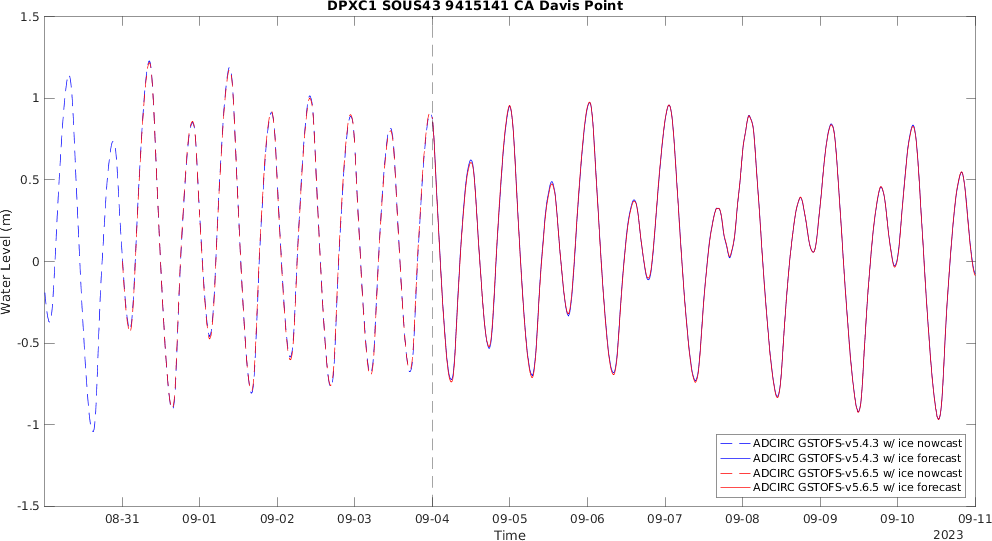 DPXC1 SOUS43 9415141 CA Davis Point
1.5
1
0.5
0
-0.5
-1
-1.5
Water Level (m)
08-31 09-01 09-02 09-03 09-04 09-05 09-06 09-07 09-08 09-09 09-10 09-11
Time
2023
ADCIRC GSTOFS-v5.4.3 w/ ice nowcast
ADCIRC GSTOFS-v5.4.3 w/ ice forecast
ADCIRC GSTOFS-v5.6.5 w/ ice nowcast
ADCIRC GSTOFS-v5.6.5 w/ ice forecast